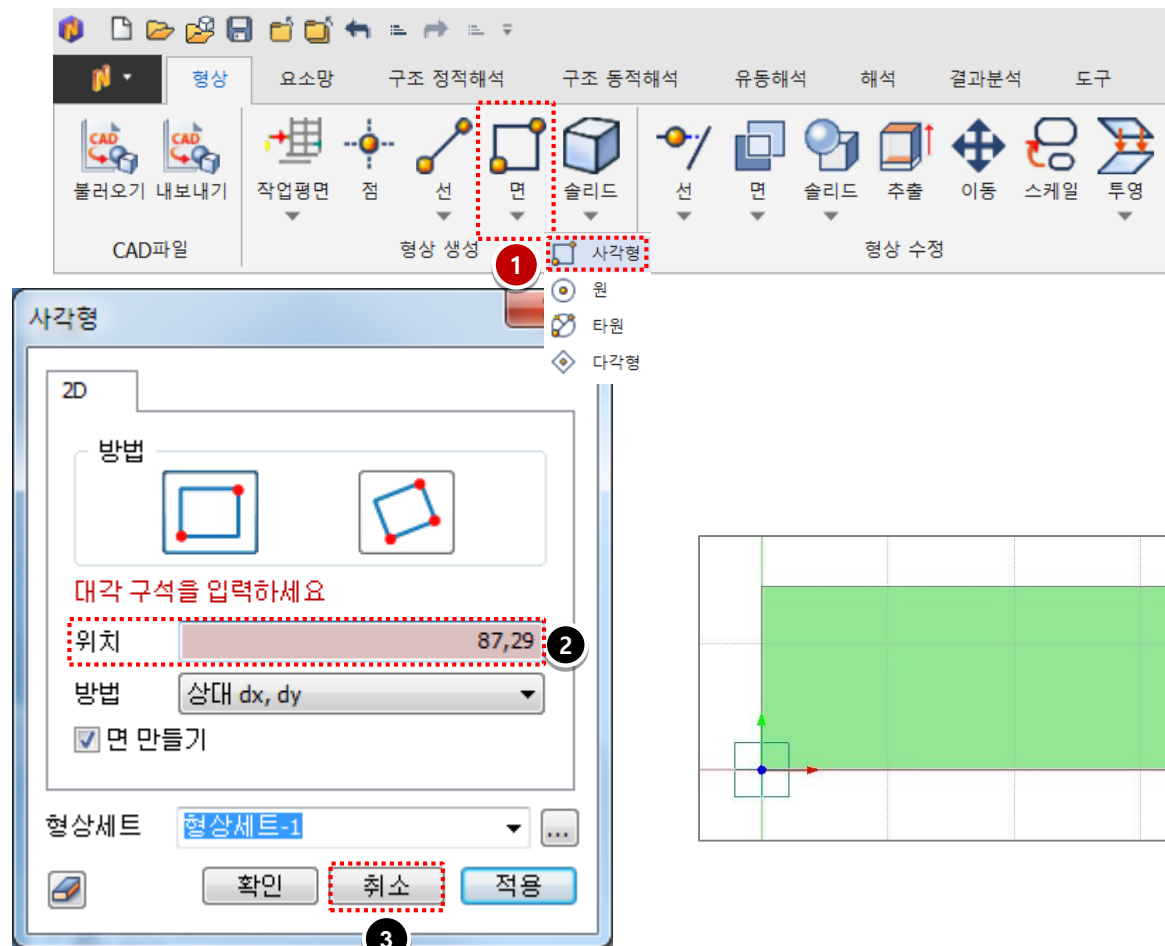 형상 요소망 구조 정적해석 구조 동적해석 유동해석 해석 결과분석 도구
CAD CAD
불러오기 내보내기 작업평면 점 선 면 솔리드 선 면 솔리드 추출 이동 스케일 투영
CAD파일 형상 생성 형상 수정
1
사각형
원
타원
다각형
사각형
2D
방법
대각 구석을 입력하세요
위치 87,29 2
방법 상대 dx, dy
면 만들기
형상세트 형상세트-1 ...
확인 취소 적용
3